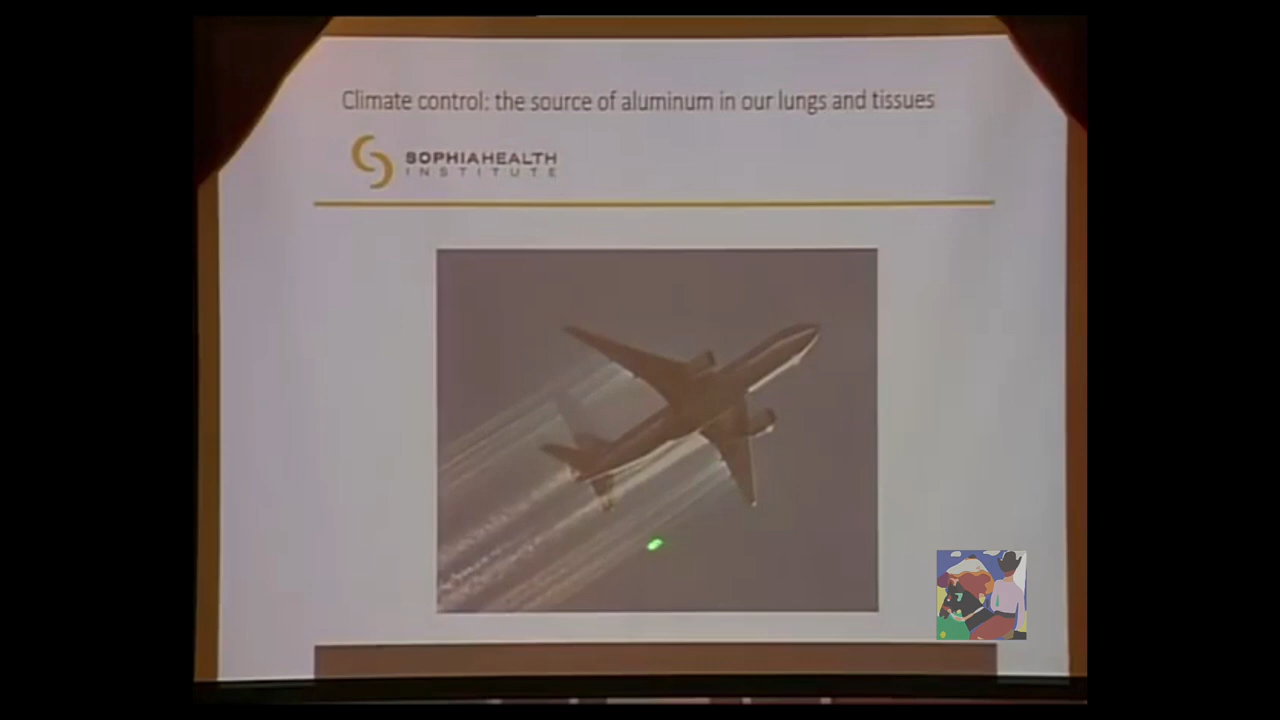 Climate control: the source of aluminum in our lungs and tissues
SOPHIAHEALTH
INSTITUTE